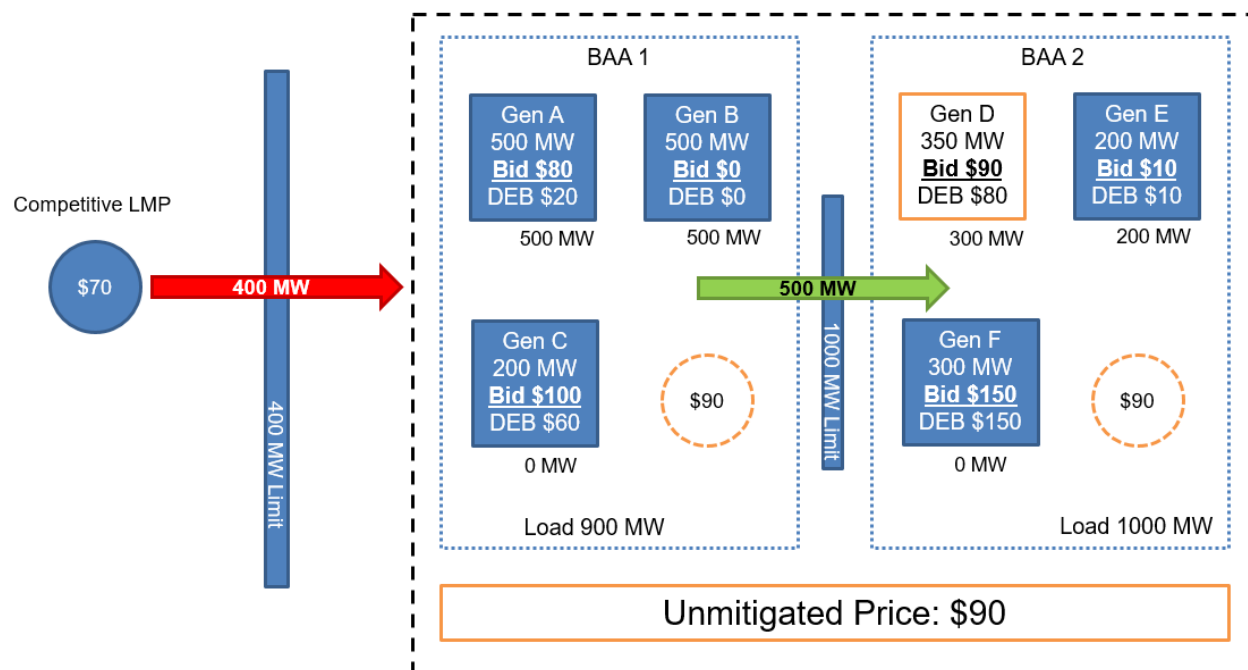 Competitive LMP
$70
400 MW
400 MW Limit
BAA 1
Gen A
500 MW
Bid $80
DEB $20
500 MW
Gen B
500 MW
Bid $0
DEB $0
500 MW
Gen C
200 MW
Bid $100
DEB $60
0 MW
$90
Load 900 MW
500 MW
1000 MW Limit
BAA 2
Gen D
350 MW
Bid $90
DEB $80
300 MW
Gen E
200 MW
Bid $10
DEB $10
200 MW
Gen F
300 MW
Bid $150
DEB $150
0 MW
$90
Load 1000 MW
Unmitigated Price: $90